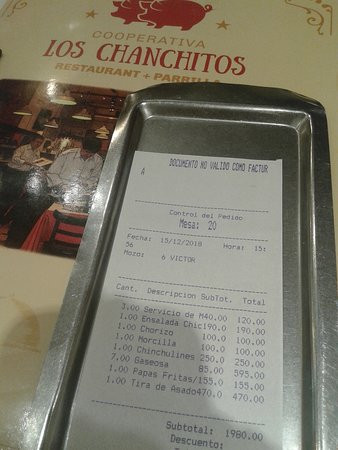 COOPERATIVA
LOS CHANCHITOS
RESTAURANT + PARRILLA
DOCUMENTO NO VALIDO COMO FACTUR
A
Control del Pedido
Mesa: 20
Fecha: 15/12/2018 Hora: 15:
56
Mozo: 6 VICTOR
Cant. Descripcion SubTot. Total
3.00 Servicio de M40.00 120.00
1.00 Ensalada Chic190.0 190.00
1.00 Chorizo 100.0 100.00
1.00 Morcilla 100.0 100.00
1.00 Chinchulines 250.0 250.00
7.00 Gaseosa 85.00 595.00
1.00 Papas Fritas/155.0 155.00
1.00 Tira de Asado470.0 470.00
Subtotal: 1980.00
Descuento: